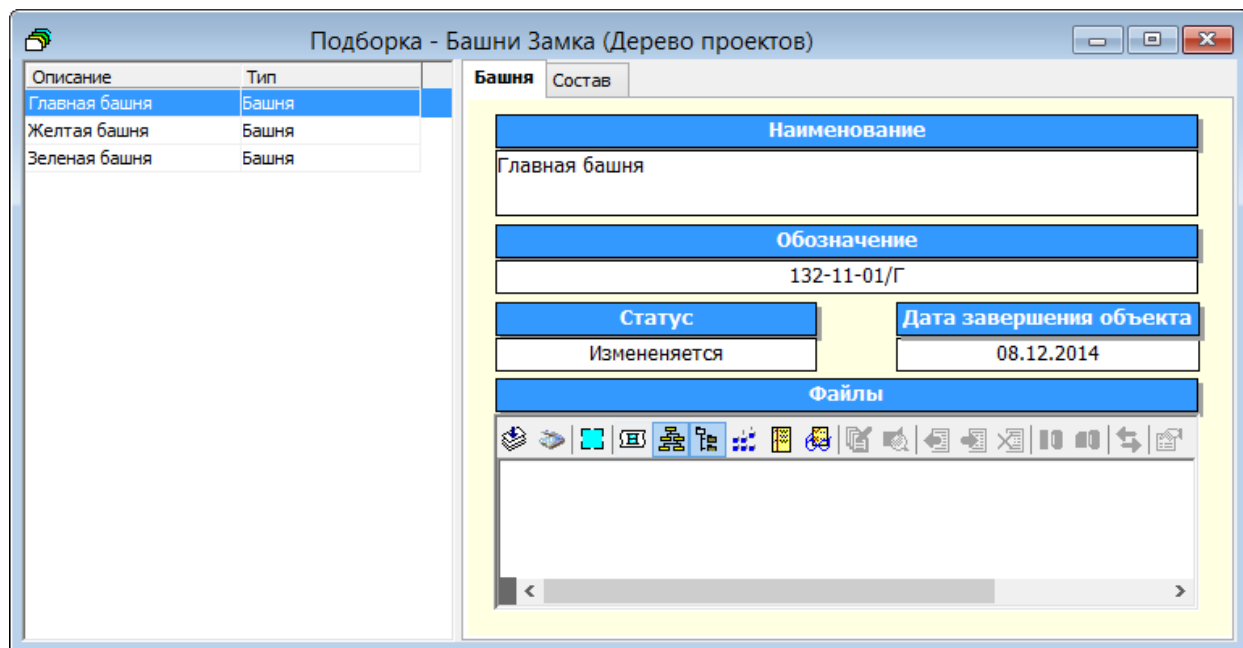 Подборка - Башни Замка (Дерево проектов)
Описание Тип
Главная башня Башня
Желтая башня Башня
Зеленая башня Башня
Башня Состав
Наименование
Главная башня
Обозначение
132-11-01/Г
Статус Дата завершения объекта
Измененяется 08.12.2014
Файлы